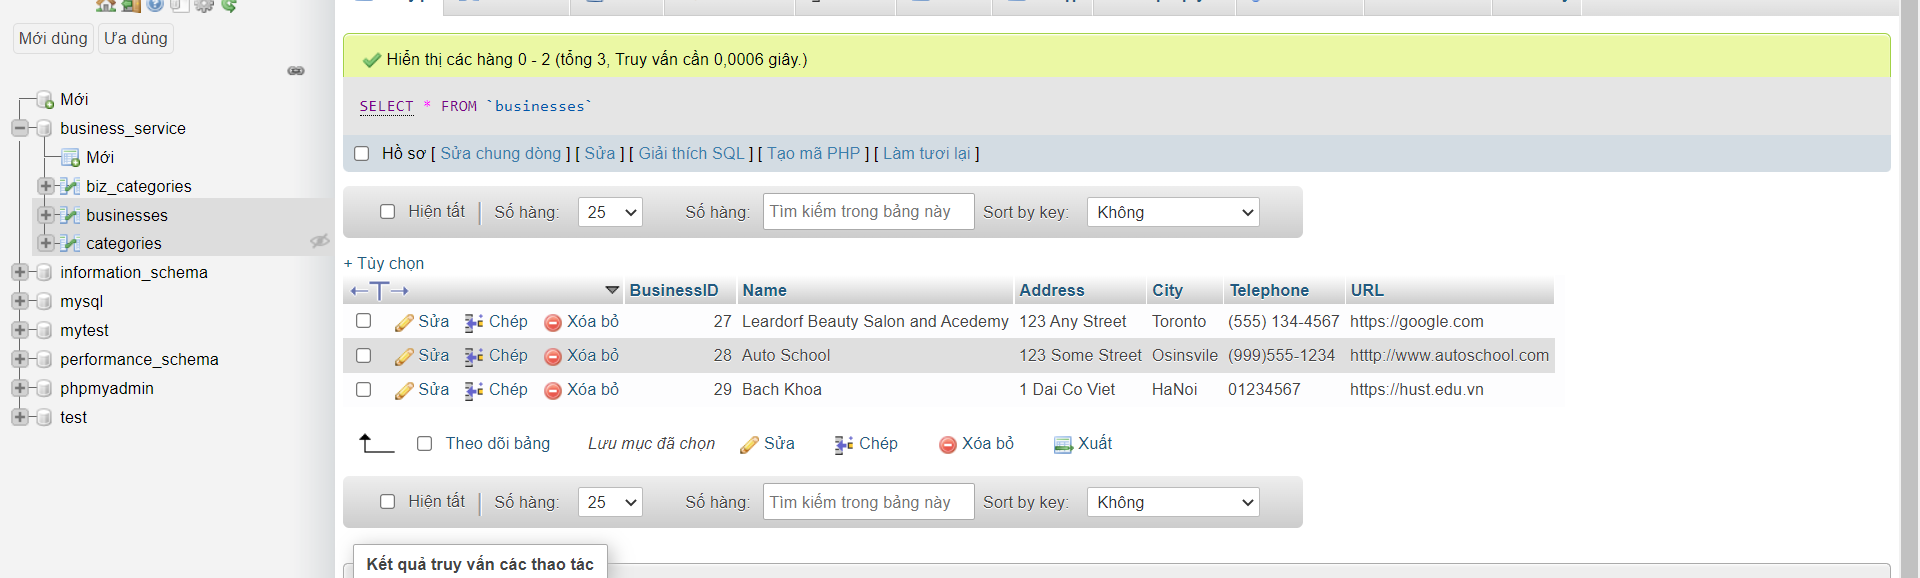 Mới dùng Ưa dùng
Mới
business_service
Mới
biz_categories
businesses
categories
information_schema
mysql
mytest
performance_schema
phpmyadmin
test
Hiển thị các hàng 0 - 2 (tổng 3, Truy vấn cần 0,0006 giây.)
SELECT * FROM `businesses`
Hồ sơ [ Sửa chung dòng ] [ Sửa ] [ Giải thích SQL ] [ Tạo mã PHP ] [ Làm tươi lại ]
Hiện tất Số hàng: 25 Số hàng: Tìm kiếm trong bảng này Sort by key: Không
+ Tùy chọn
BusinessID Name Address City Telephone URL
Sửa Chép Xóa bỏ 27 Leardorf Beauty Salon and Acedemy 123 Any Street Toronto (555) 134-4567 https://google.com
Sửa Chép Xóa bỏ 28 Auto School 123 Some Street Osinsvile (999)555-1234 htttp://www.autoschool.com
Sửa Chép Xóa bỏ 29 Bach Khoa 1 Dai Co Viet HaNoi 01234567 https://hust.edu.vn
Theo dõi bảng Lưu mục đã chọn Sửa Chép Xóa bỏ Xuất
Hiện tất Số hàng: 25 Số hàng: Tìm kiếm trong bảng này Sort by key: Không
Kết quả truy vấn các thao tác